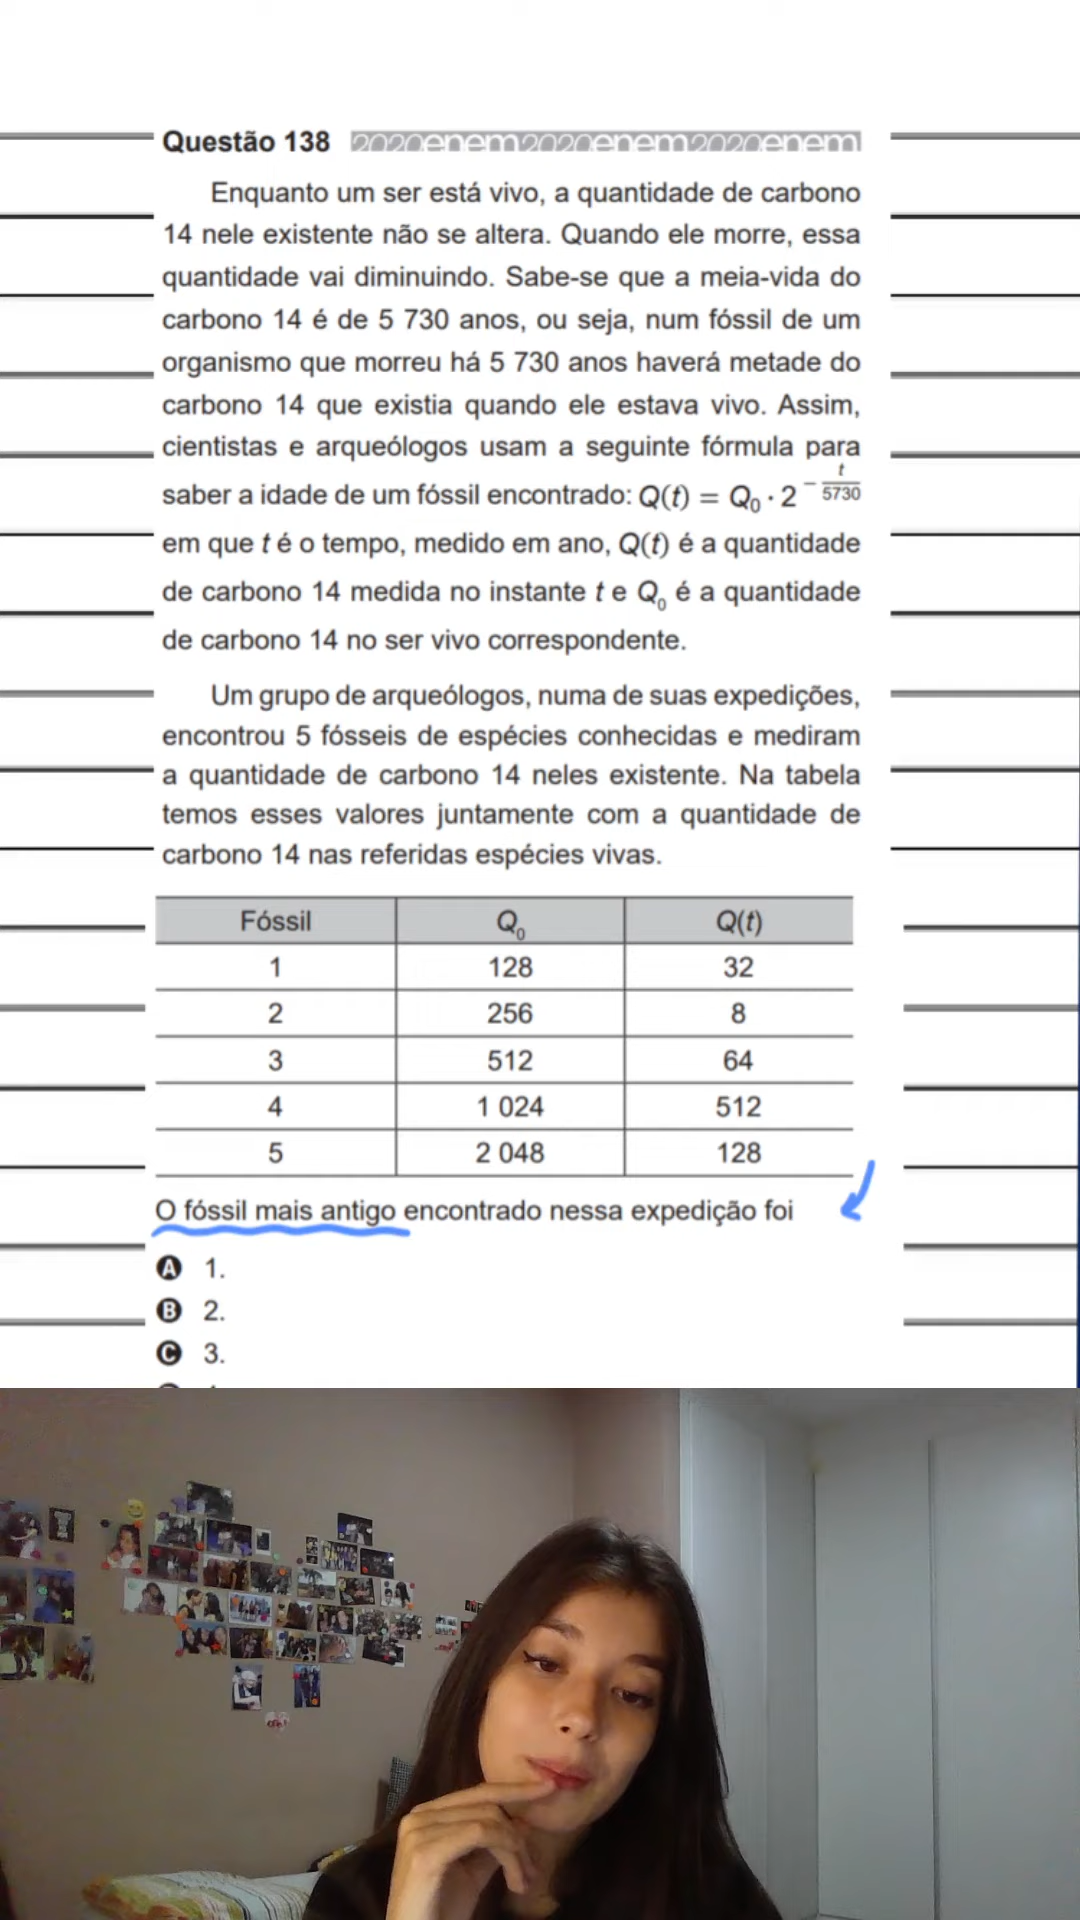 Questão 138 2020enem2020enem2020enem
Enquanto um ser está vivo, a quantidade de carbono
14 nele existente não se altera. Quando ele morre, essa
quantidade vai diminuindo. Sabe-se que a meia-vida do
carbono 14 é de 5 730 anos, ou seja, num fóssil de um
organismo que morreu há 5 730 anos haverá metade do
carbono 14 que existia quando ele estava vivo. Assim,
cientistas e arqueólogos usam a seguinte fórmula para
saber a idade de um fóssil encontrado: Q(t) = Q₀ · 2^(−t/5730)
em que t é o tempo, medido em ano, Q(t) é a quantidade
de carbono 14 medida no instante t e Q₀ é a quantidade
de carbono 14 no ser vivo correspondente.
Um grupo de arqueólogos, numa de suas expedições,
encontrou 5 fósseis de espécies conhecidas e mediram
a quantidade de carbono 14 neles existente. Na tabela
temos esses valores juntamente com a quantidade de
carbono 14 nas referidas espécies vivas.
Fóssil Q₀ Q(t)
1 128 32
2 256 8
3 512 64
4 1 024 512
5 2 048 128
O fóssil mais antigo encontrado nessa expedição foi
A 1.
B 2.
C 3.